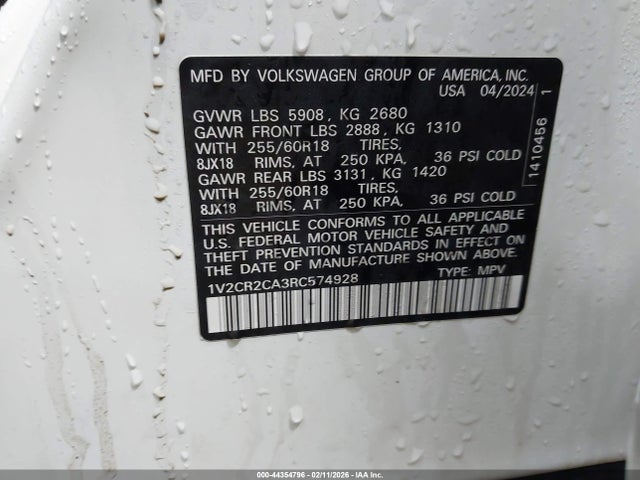 MFD BY VOLKSWAGEN GROUP OF AMERICA, INC.
USA 04/2024
GVWR LBS 5908, KG 2680
GAWR FRONT LBS 2888, KG 1310
WITH 255/60R18 TIRES,
8JX18 RIMS, AT 250 KPA, 36 PSI COLD
GAWR REAR LBS 3131, KG 1420
WITH 255/60R18 TIRES,
8JX18 RIMS, AT 250 KPA, 36 PSI COLD
THIS VEHICLE CONFORMS TO ALL APPLICABLE
U.S. FEDERAL MOTOR VEHICLE SAFETY AND
THEFT PREVENTION STANDARDS IN EFFECT ON
THE DATE OF MANUFACTURE SHOWN ABOVE.
1V2CR2CA3RC574928 TYPE: MPV
1410456 1
000-44354796 - 02/11/2026 - IAA Inc.